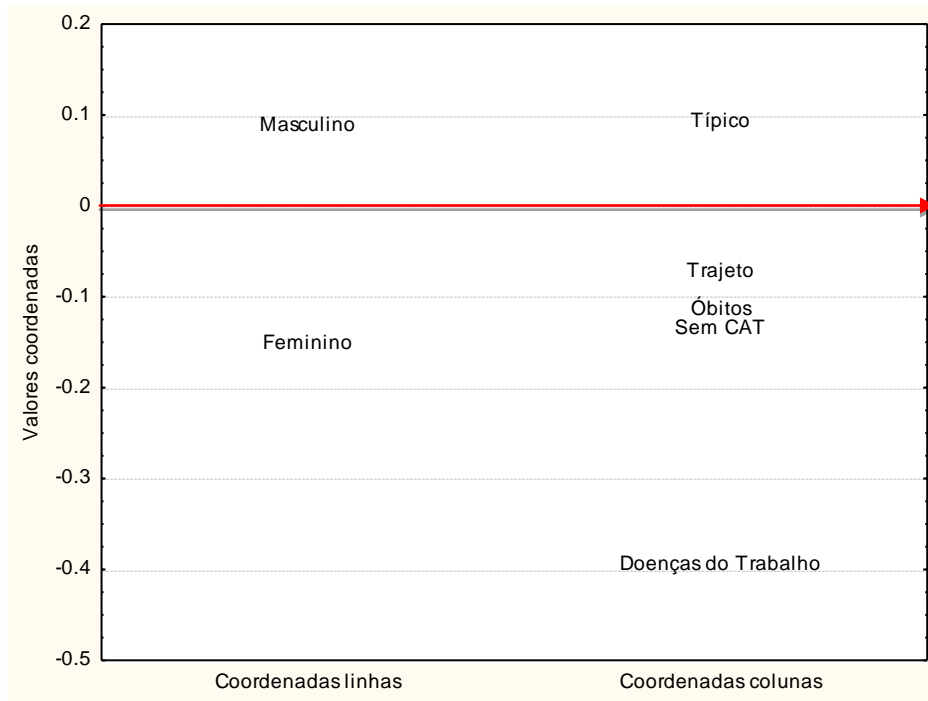 0.2
0.1
0
-0.1
-0.2
-0.3
-0.4
-0.5
Valores coordenadas
Masculino
Típico
Trajeto
Óbitos
Sem CAT
Feminino
Doenças do Trabalho
Coordenadas linhas
Coordenadas colunas